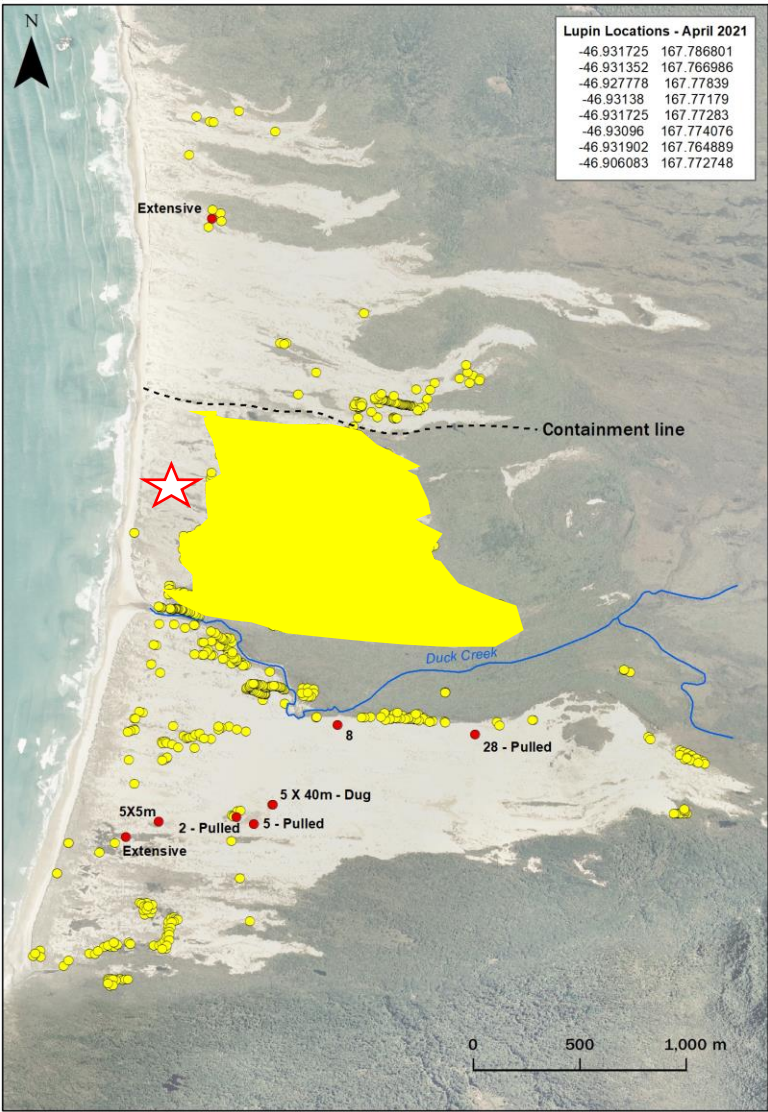 N
Lupin Locations - April 2021
-46.931725 167.786801
-46.931352 167.766986
-46.927778 167.77839
-46.93138 167.77179
-46.931725 167.77283
-46.93096 167.774076
-46.931902 167.764889
-46.906083 167.772748
Extensive
Containment line
Duck Creek
8
28 - Pulled
5 X 40m - Dug
5X5m
2 - Pulled
5 - Pulled
Extensive
0 500 1,000 m